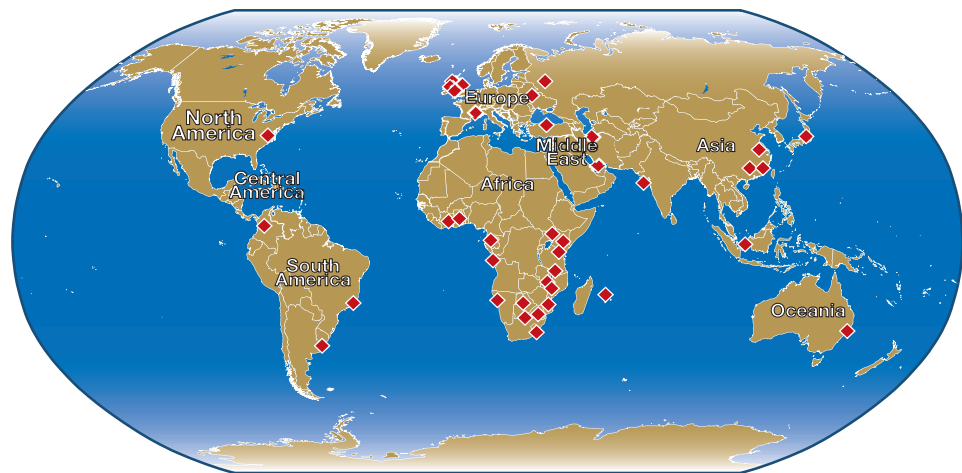 Europe
North
America
Middle
East
Asia
Central
America
Africa
South
America
Oceania